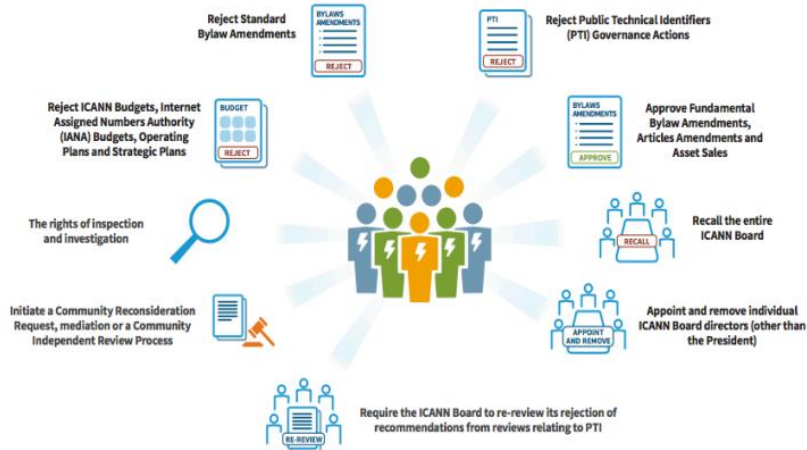 Reject Standard
Bylaw Amendments
BYLAWS
AMENDMENTS
REJECT
PTI
REJECT
Reject Public Technical Identifiers
(PTI) Governance Actions
Reject ICANN Budgets, Internet
Assigned Numbers Authority
(IANA) Budgets, Operating
Plans and Strategic Plans
BUDGET
REJECT
BYLAWS
AMENDMENTS
APPROVE
Approve Fundamental
Bylaw Amendments,
Articles Amendments and
Asset Sales
The rights of inspection
and investigation
RECALL
Recall the entire
ICANN Board
Initiate a Community Reconsideration
Request, mediation or a Community
Independent Review Process
APPOINT
AND REMOVE
Appoint and remove individual
ICANN Board directors (other than
the President)
RE-REVIEW
Require the ICANN Board to re-review its rejection of
recommendations from reviews relating to PTI